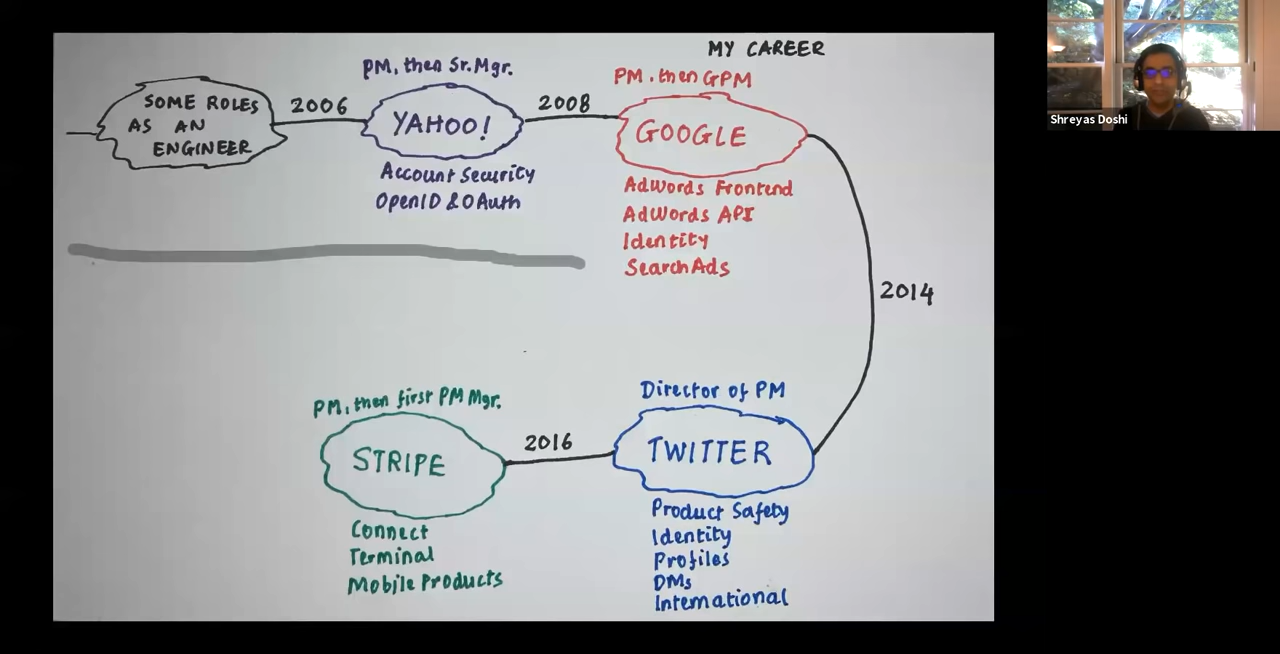 MY CAREER
SOME ROLES
AS AN
ENGINEER
2006
PM, then Sr. Mgr.
YAHOO!
Account Security
OpenID & OAuth
2008
PM, then GPM
GOOGLE
AdWords Frontend
AdWords API
Identity
Search Ads
2014
Director of PM
TWITTER
Product Safety
Identity
Profiles
DMs
International
2016
PM, then first PM Mgr.
STRIPE
Connect
Terminal
Mobile Products
Shreyas Doshi